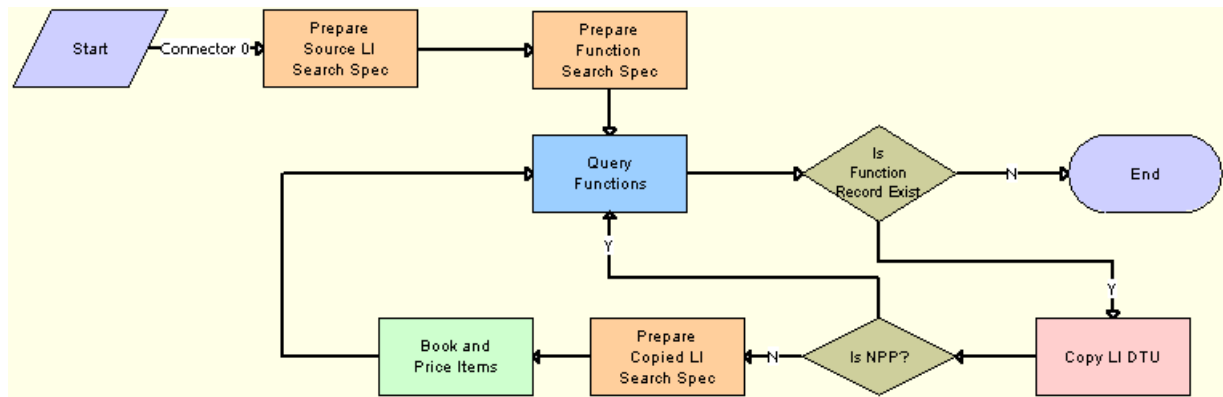 Start
Connector 0
Prepare
Source LI
Search Spec
Prepare
Function
Search Spec
Query
Functions
Is
Function
Record Exist
N
End
Y
Y
Book and
Price Items
Prepare
Copied LI
Search Spec
N
Is NPP?
Copy LI DTU